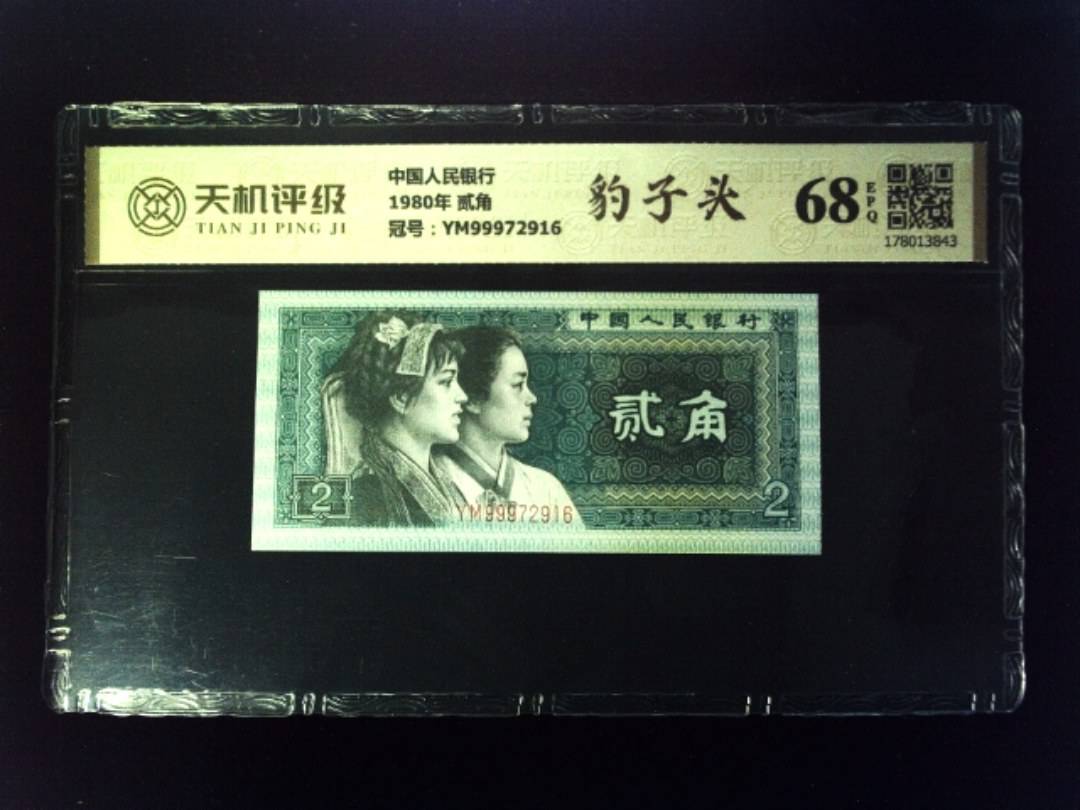 天机评级
TIAN JI PING JI
中国人民银行
1980年 贰角
冠号：YM99972916
豹子头
68
EPQ
178013843
中国人民银行
贰角
2
YM99972916
2